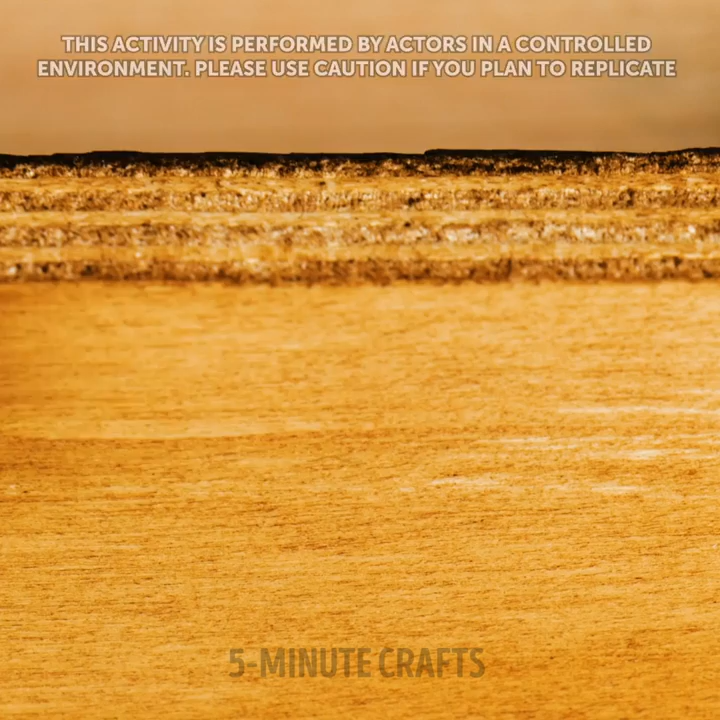 THIS ACTIVITY IS PERFORMED BY ACTORS IN A CONTROLLED
ENVIRONMENT. PLEASE USE CAUTION IF YOU PLAN TO REPLICATE
5-MINUTE CRAFTS